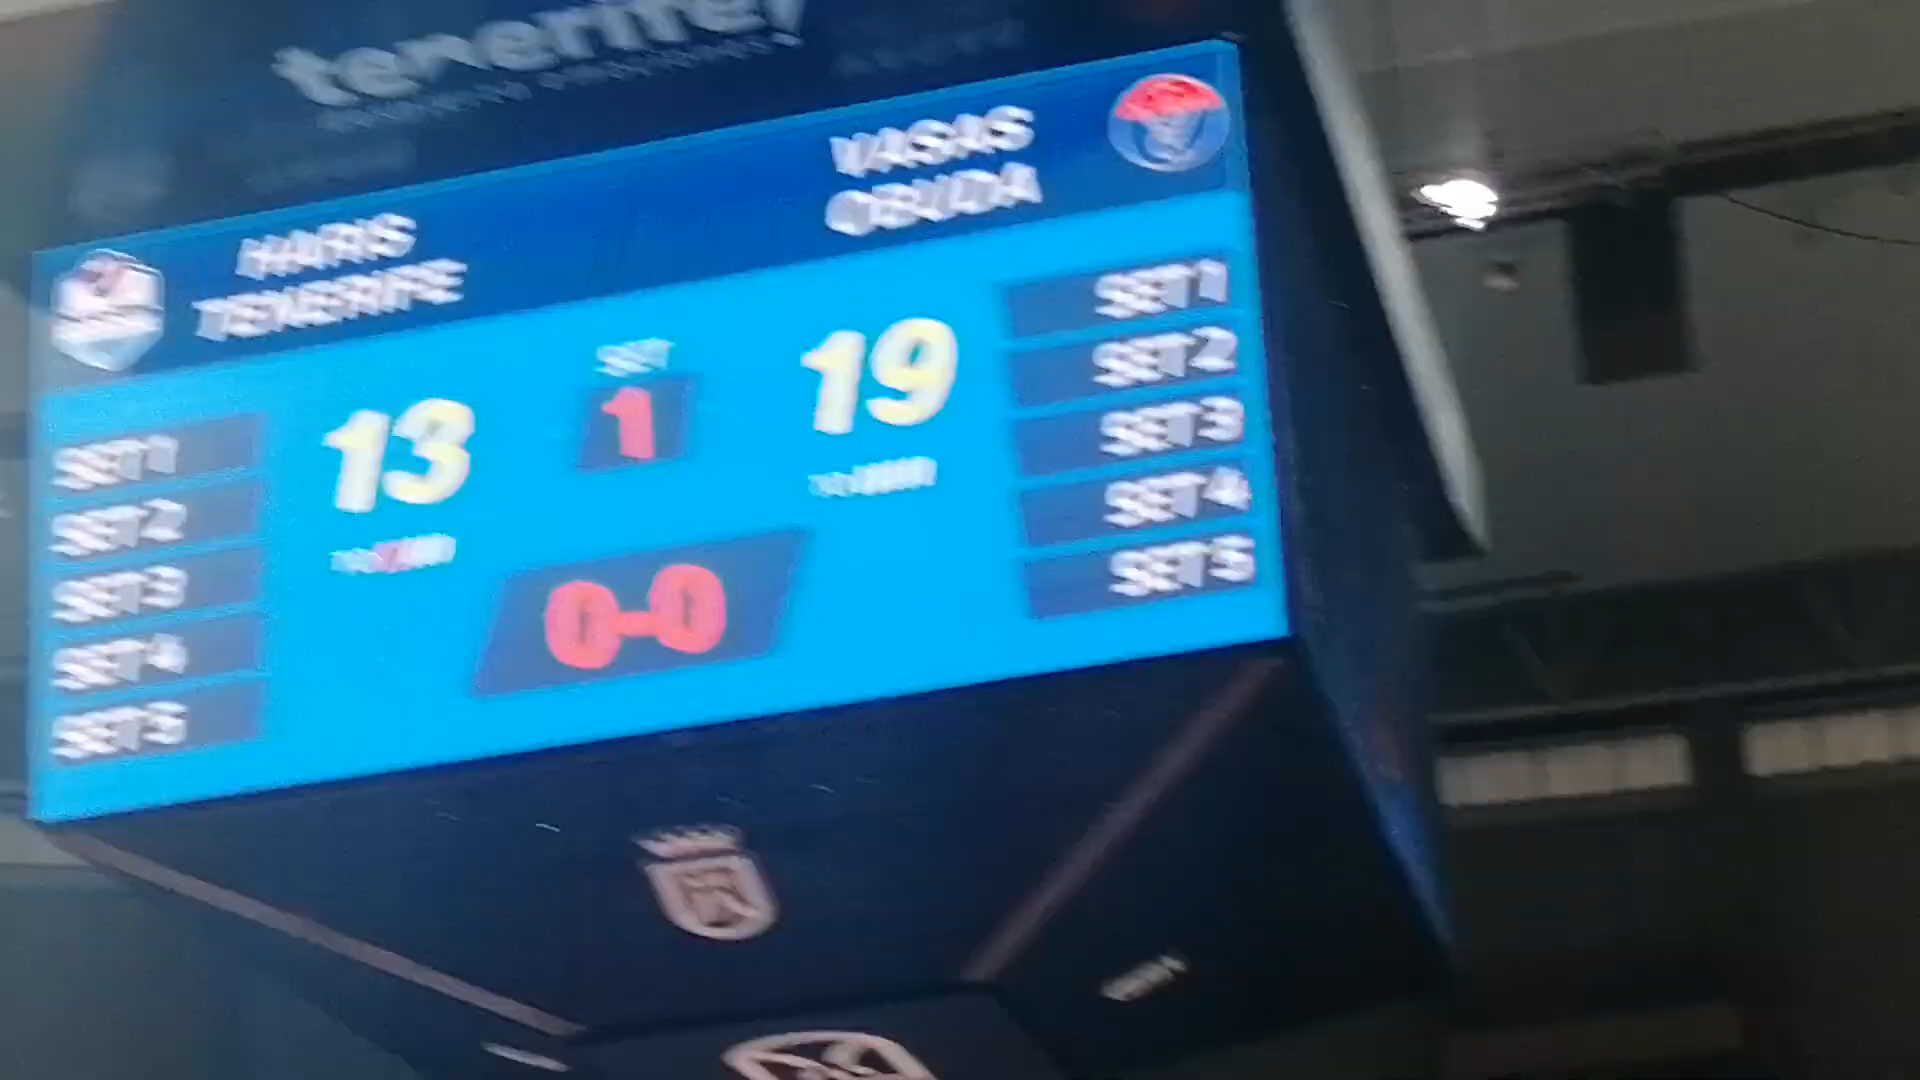 tenerife!
HARIS
TENERIFE
VASAS
OBUDA
SET1
SET2
SET3
SET4
SET5
13
SET
1
19
0-0
SET1
SET2
SET3
SET4
SET5